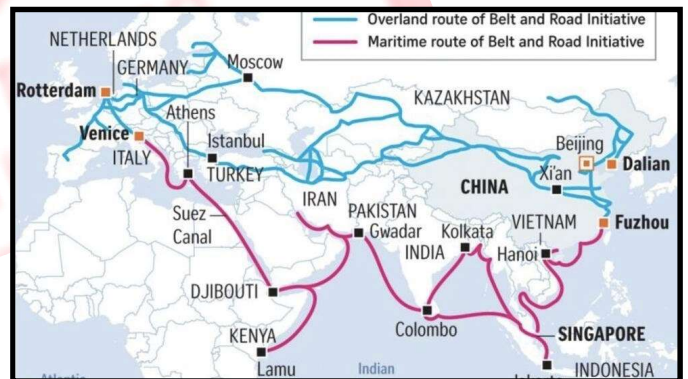 Overland route of Belt and Road Initiative
Maritime route of Belt and Road Initiative
NETHERLANDS
GERMANY
Moscow
Rotterdam
KAZAKHSTAN
Athens
Venice
Istanbul
Beijing
ITALY
TURKEY
Xi'an
Dalian
CHINA
IRAN
Suez
Canal
PAKISTAN
Gwadar
Kolkata
VIETNAM
Fuzhou
INDIA
Hanoi
DJIBOUTI
Colombo
KENYA
SINGAPORE
Lamu
Indian
INDONESIA